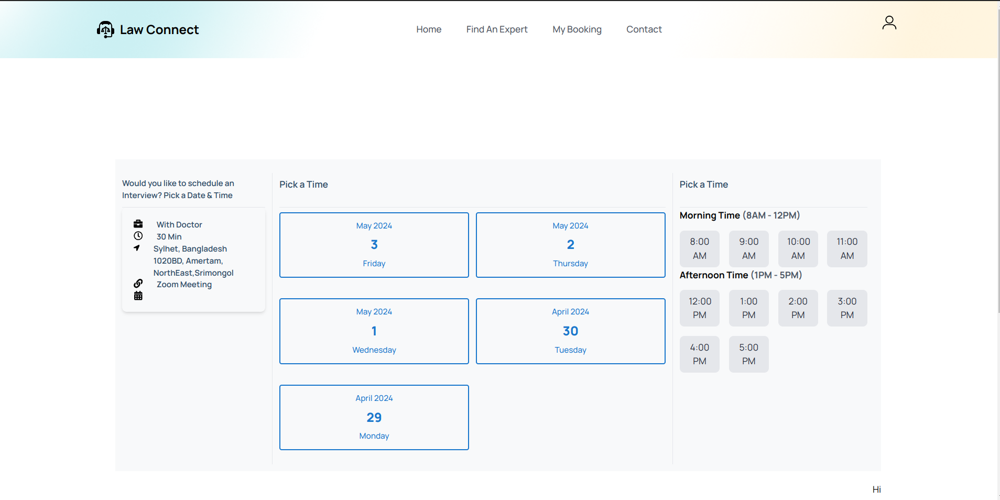 Law Connect
Home
Find An Expert
My Booking
Contact
Would you like to schedule an
Interview? Pick a Date & Time
With Doctor
30 Min
Sylhet, Bangladesh
1020BD, Amertam,
NorthEast,Srimongol
Zoom Meeting
Pick a Time
May 2024
3
Friday
May 2024
2
Thursday
May 2024
1
Wednesday
April 2024
30
Tuesday
April 2024
29
Monday
Pick a Time
Morning Time (8AM - 12PM)
8:00
AM
9:00
AM
10:00
AM
11:00
AM
Afternoon Time (1PM - 5PM)
12:00
PM
1:00
PM
2:00
PM
3:00
PM
4:00
PM
5:00
PM
Hi